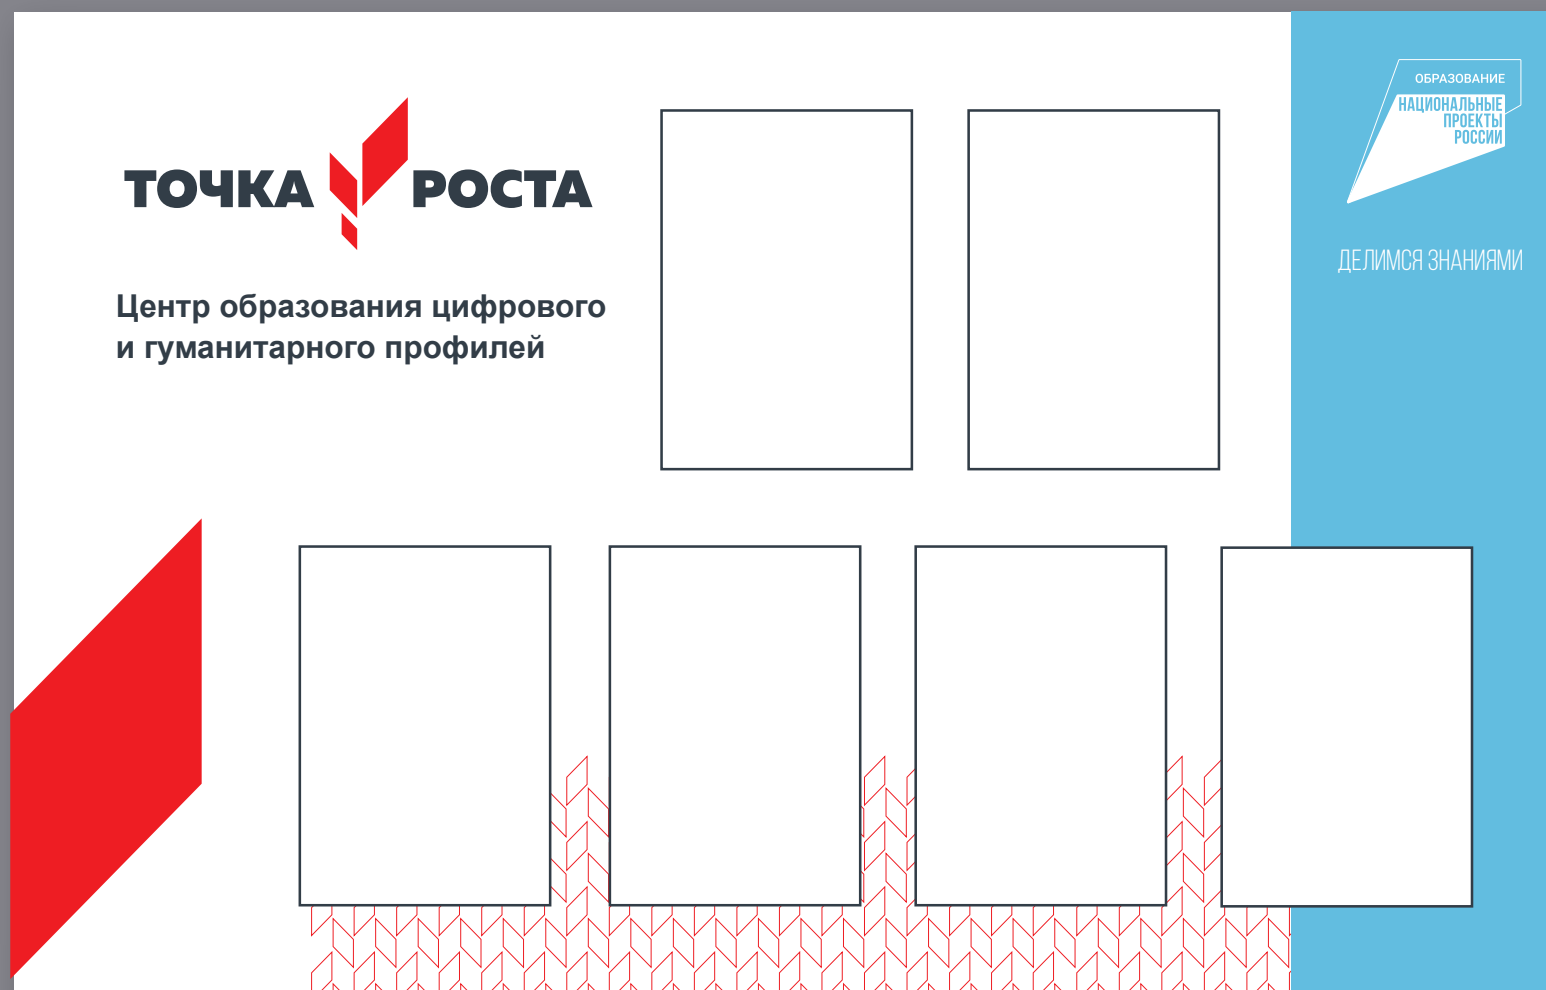 ТОЧКА РОСТА
Центр образования цифрового
и гуманитарного профилей
ОБРАЗОВАНИЕ
НАЦИОНАЛЬНЫЕ
ПРОЕКТЫ
РОССИИ
ДЕЛИМСЯ ЗНАНИЯМИ